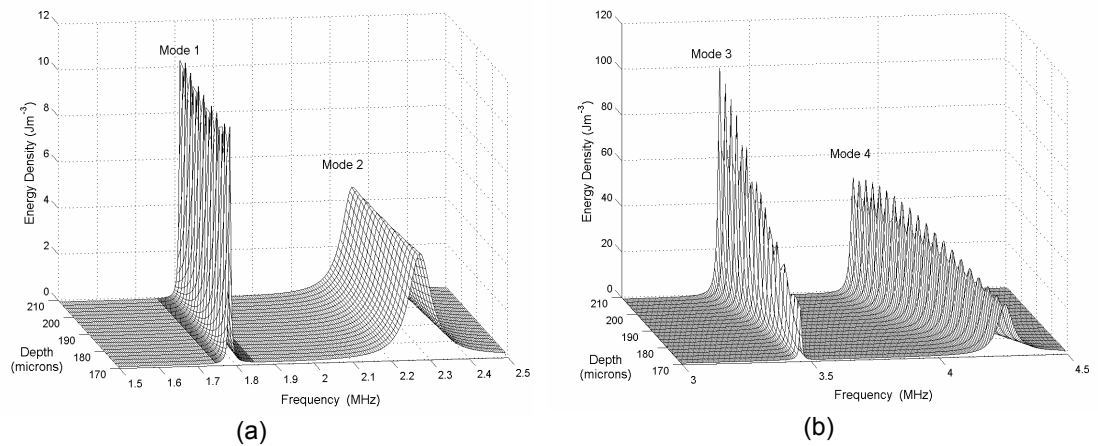 12
10
8
6
4
2
0
Energy Density (Jm-3)
Mode 1
Mode 2
210
200
190
180
170
Depth
(microns)
1.5
1.6
1.7
1.8
1.9
2
2.1
2.2
2.3
2.4
2.5
Frequency (MHz)
(a)
120
100
80
60
40
20
0
Energy Density (Jm-3)
Mode 3
Mode 4
210
200
190
180
170
Depth
(microns)
3
3.5
4
4.5
Frequency (MHz)
(b)